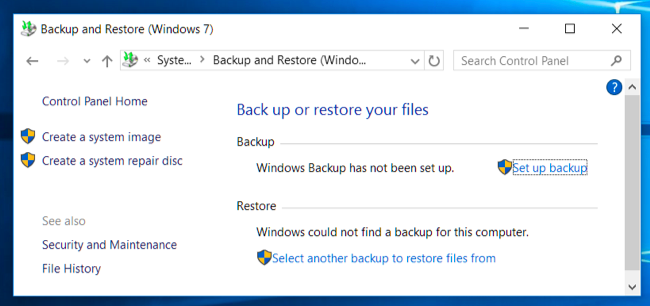 Backup and Restore (Windows 7)
« Syste... > Backup and Restore (Windo...
Search Control Panel
?
Control Panel Home
Create a system image
Create a system repair disc
See also
Security and Maintenance
File History
Back up or restore your files
Backup
Windows Backup has not been set up.
Set up backup
Restore
Windows could not find a backup for this computer.
Select another backup to restore files from